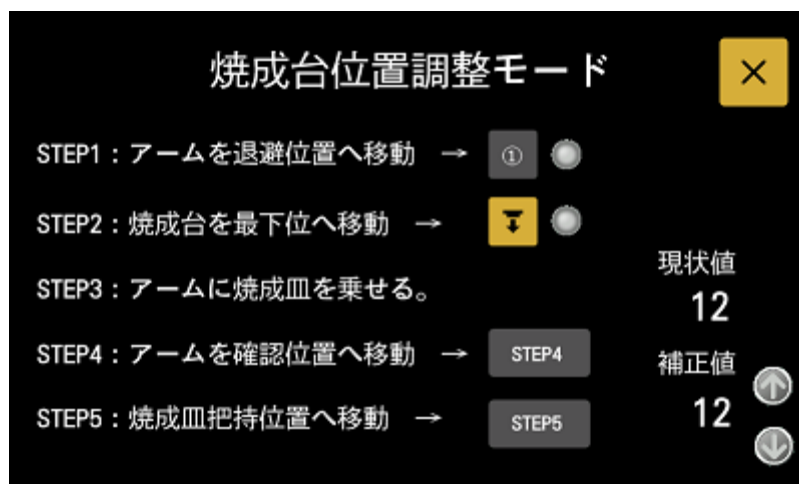 焼成台位置調整モード
×
STEP1：アームを退避位置へ移動 → ①
STEP2：焼成台を最下位へ移動 →
STEP3：アームに焼成皿を乗せる。
現状値
12
STEP4：アームを確認位置へ移動 → STEP4
補正値
12
STEP5：焼成皿把持位置へ移動 → STEP5